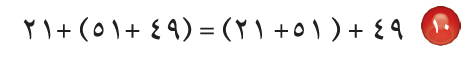 ١٠ ٤٩ + (٥١+ ٢١) = (٤٩ +٥١) +٢١